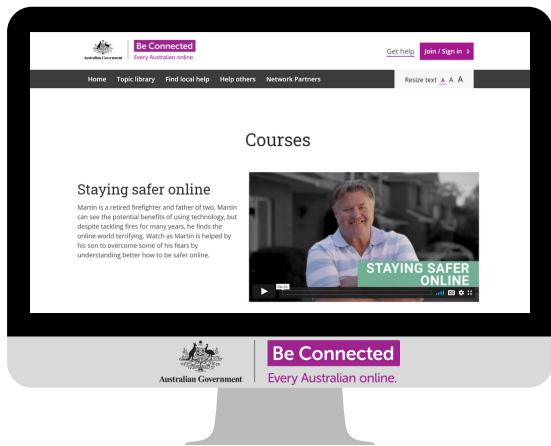 Australian Government
Be Connected
Every Australian online.
Get help
Join / Sign in
Home Topic library Find local help Help others Network Partners
Resize text A A A
Courses
Staying safer online
Martin is a retired firefighter and father of two. Martin
can see the potential benefits of using technology, but
despite tackling fires for many years, he finds the
online world terrifying. Watch as Martin is helped by
his son to overcome some of his fears by
understanding better how to be safer online.
STAYING SAFER
ONLINE
Australian Government
Be Connected
Every Australian online.